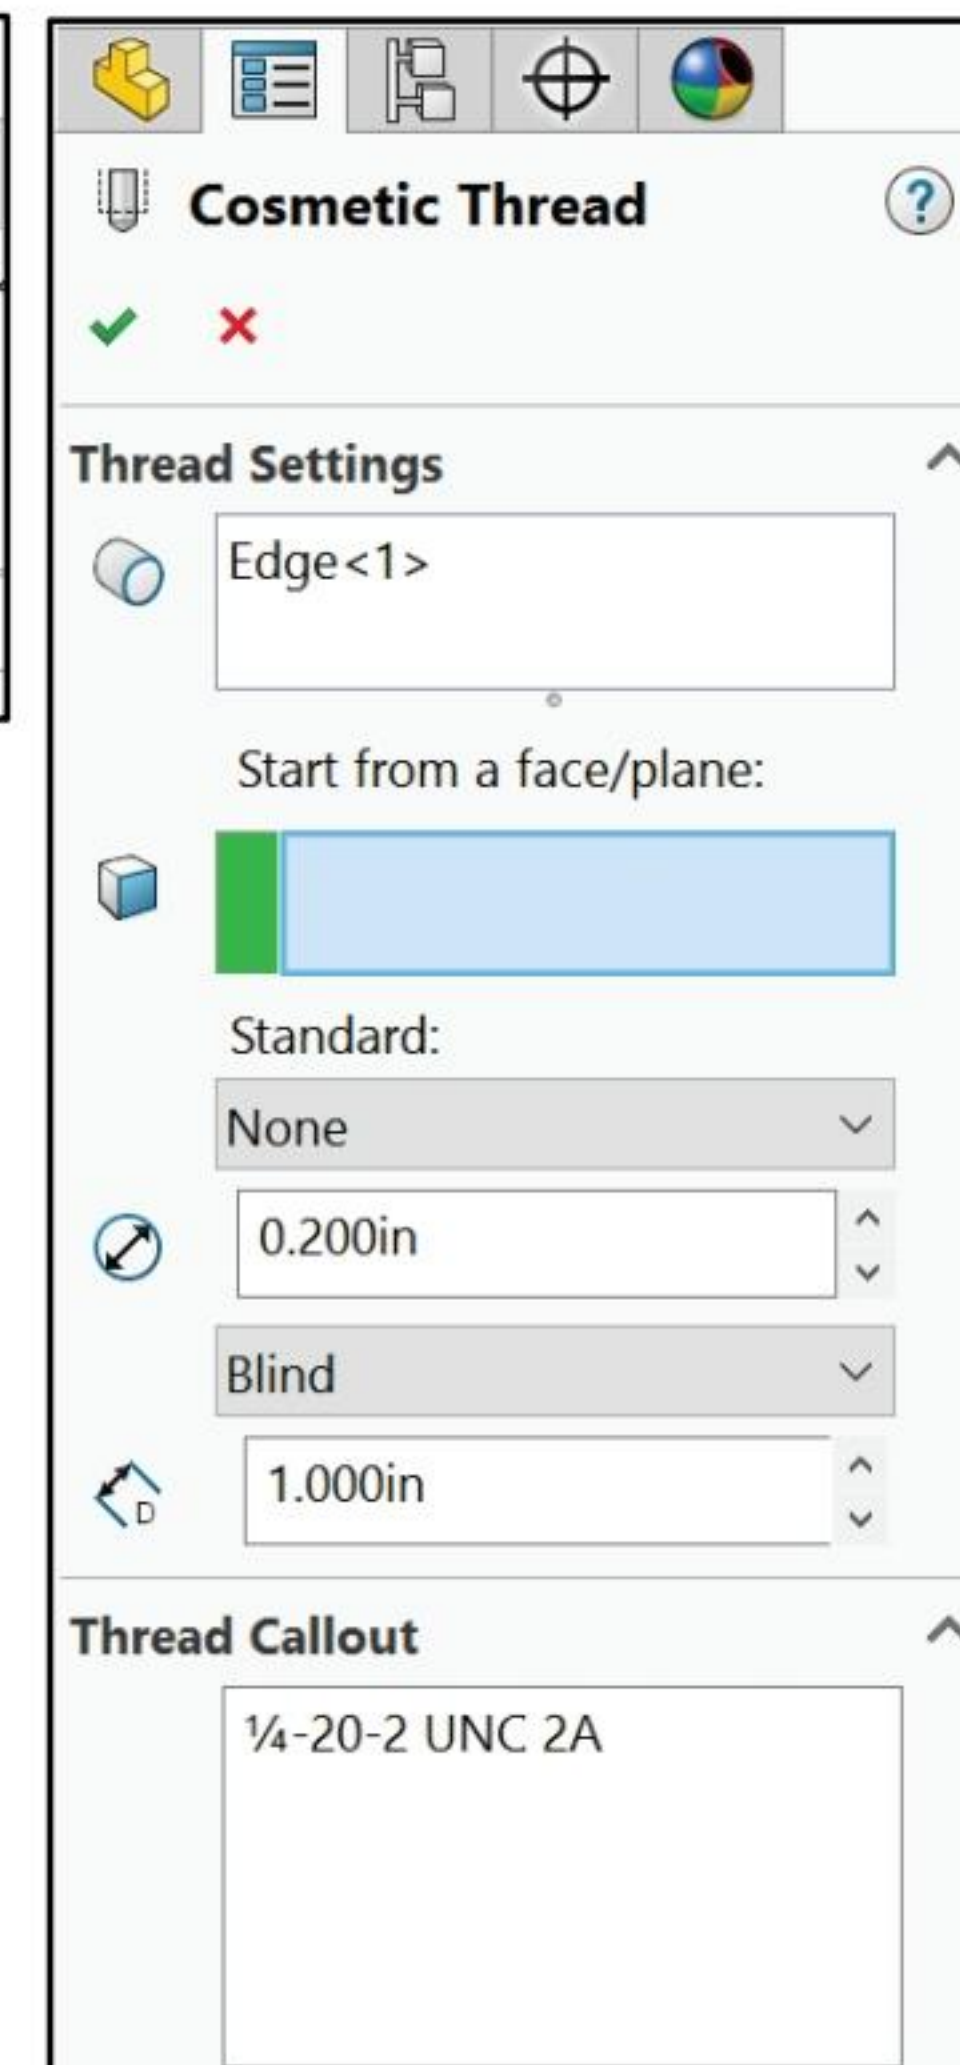 Cosmetic Thread
?
Thread Settings
Edge<1>
Start from a face/plane:
Standard:
None
0.200in
Blind
1.000in
D
Thread Callout
¼-20-2 UNC 2A